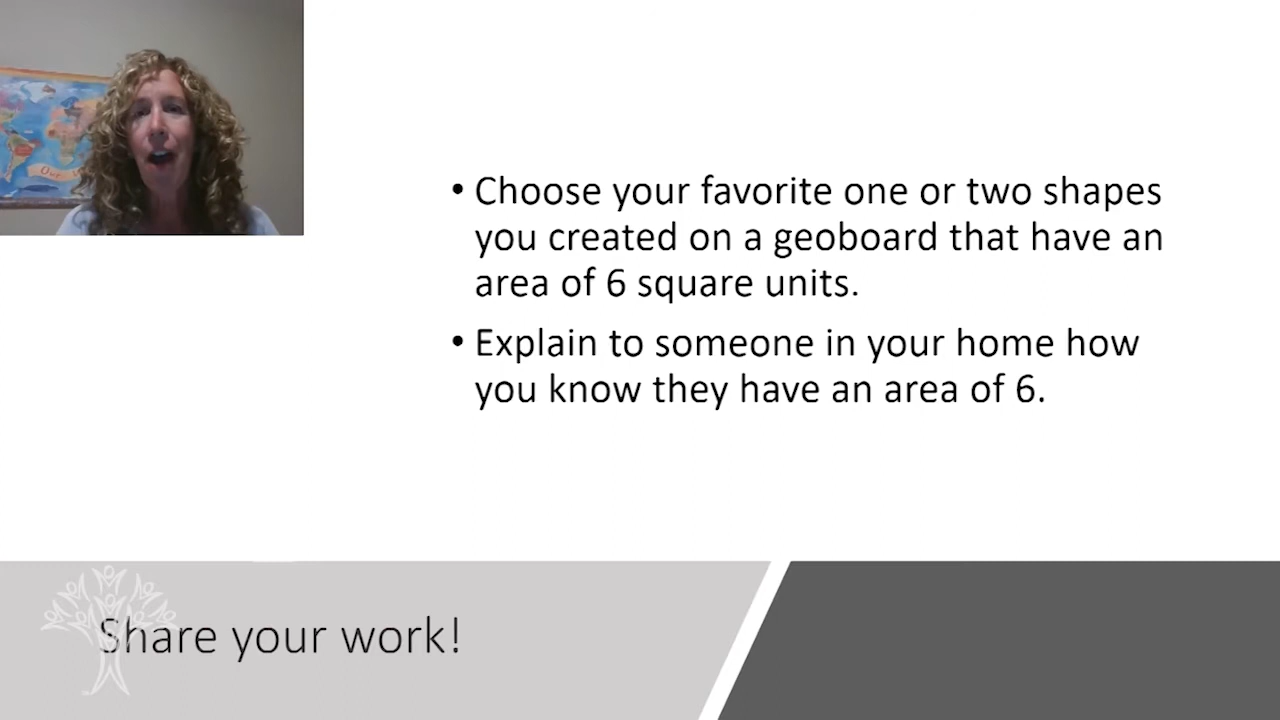 • Choose your favorite one or two shapes
you created on a geoboard that have an
area of 6 square units.
• Explain to someone in your home how
you know they have an area of 6.
Share your work!
Our